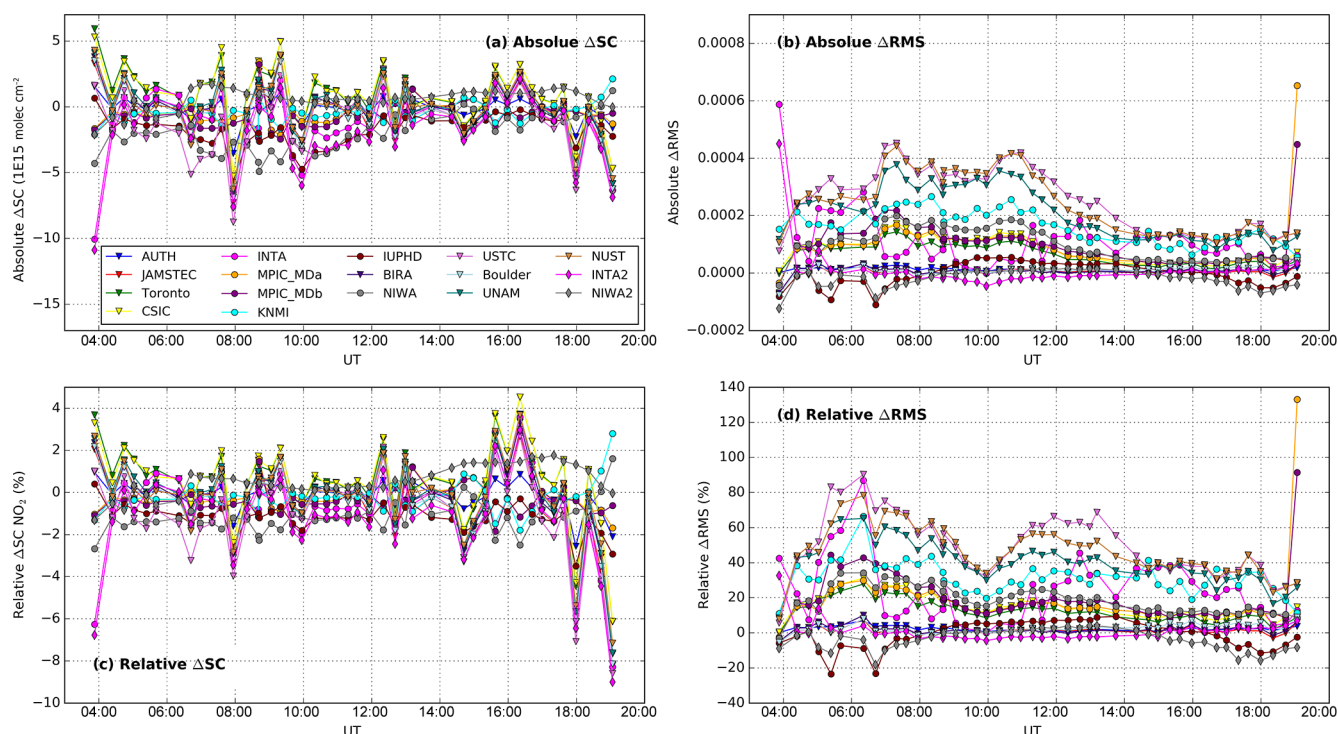 (a) Absolue ΔSC
Absolute ΔSC (1E15 molec cm⁻²)
5
0
−5
−10
−15
AUTH
JAMSTEC
Toronto
CSIC
INTA
MPIC_MDa
MPIC_MDb
KNMI
IUPHD
BIRA
NIWA
USTC
Boulder
UNAM
NUST
INTA2
NIWA2
04:00 06:00 08:00 10:00 12:00 14:00 16:00 18:00 20:00
UT
(b) Absolue ΔRMS
Absolute ΔRMS
0.0008
0.0006
0.0004
0.0002
0.0000
−0.0002
04:00 06:00 08:00 10:00 12:00 14:00 16:00 18:00 20:00
UT
Relative ΔSC NO₂ (%)
4
2
0
−2
−4
−6
−8
−10
(c) Relative ΔSC
04:00 06:00 08:00 10:00 12:00 14:00 16:00 18:00 20:00
UT
(d) Relative ΔRMS
Relative ΔRMS (%)
140
120
100
80
60
40
20
0
−20
−40
04:00 06:00 08:00 10:00 12:00 14:00 16:00 18:00 20:00
UT